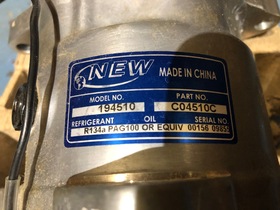 NEW
MADE IN CHINA
MODEL NO. PART NO.
194510 C04510C
REFRIGERANT OIL SERIAL NO.
R134a PAG100 OR EQUIV 00156